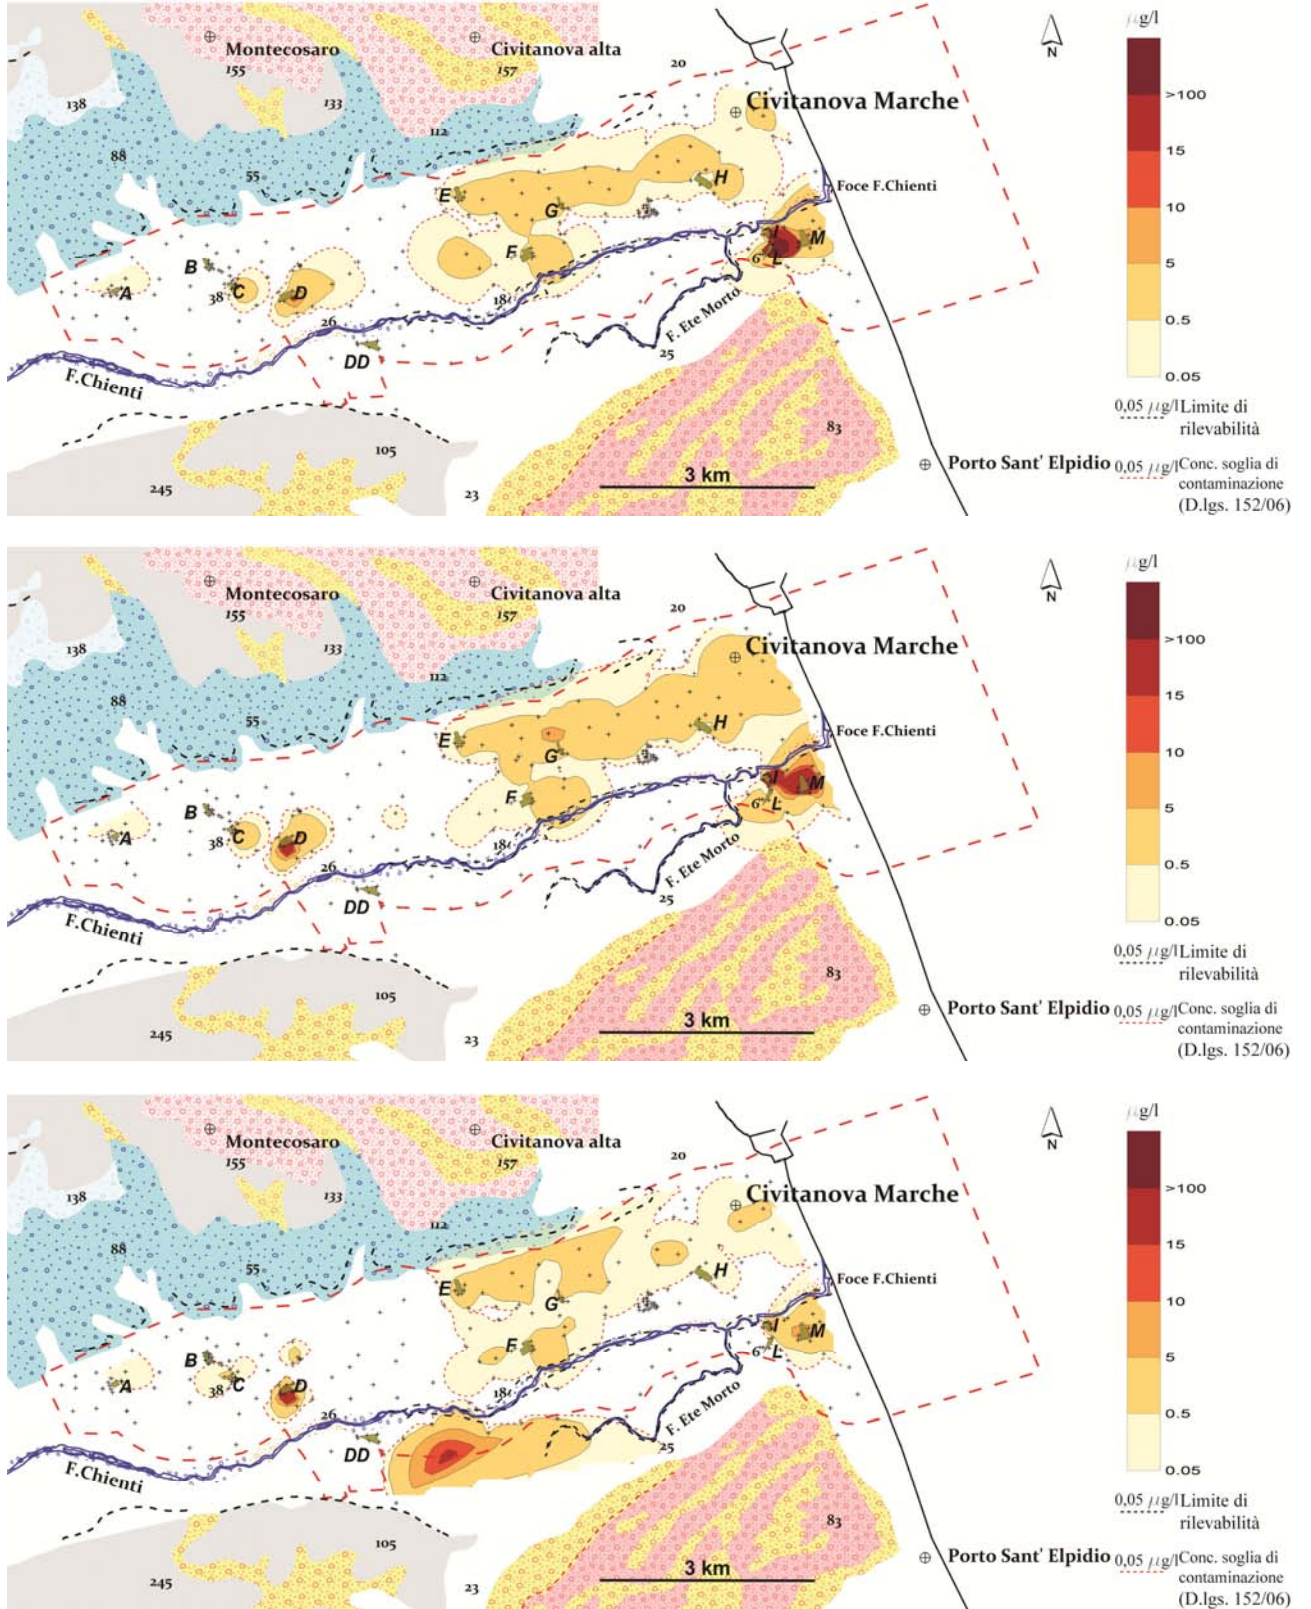 µg/l
Montecosaro
155
Civitanova alta
157
20
N
138
133
112
Civitanova Marche
>100
88
55
15
E
H
Foce F.Chienti
G
10
B
F
I
M
A
C
D
6
L
5
38
26
18
F. Ete Morto
0.5
DD
25
F.Chienti
0.05
0,05 µg/l Limite di
rilevabilità
105
83
3 km
Porto Sant' Elpidio
0,05 µg/l Conc. soglia di
contaminazione
(D.lgs. 152/06)
245
23
µg/l
Montecosaro
155
Civitanova alta
157
20
N
138
133
112
Civitanova Marche
>100
88
55
15
E
H
Foce F.Chienti
G
10
B
F
I
M
A
C
D
6
L
5
38
26
18
F. Ete Morto
0.5
DD
25
F.Chienti
0.05
0,05 µg/l Limite di
rilevabilità
105
83
3 km
Porto Sant' Elpidio
0,05 µg/l Conc. soglia di
contaminazione
(D.lgs. 152/06)
245
23
µg/l
Montecosaro
155
Civitanova alta
157
20
N
138
133
112
Civitanova Marche
>100
88
55
15
E
H
Foce F.Chienti
G
10
B
F
I
M
A
C
D
6
L
5
38
26
18
F. Ete Morto
0.5
DD
25
F.Chienti
0.05
0,05 µg/l Limite di
rilevabilità
105
83
3 km
Porto Sant' Elpidio
0,05 µg/l Conc. soglia di
contaminazione
(D.lgs. 152/06)
245
23